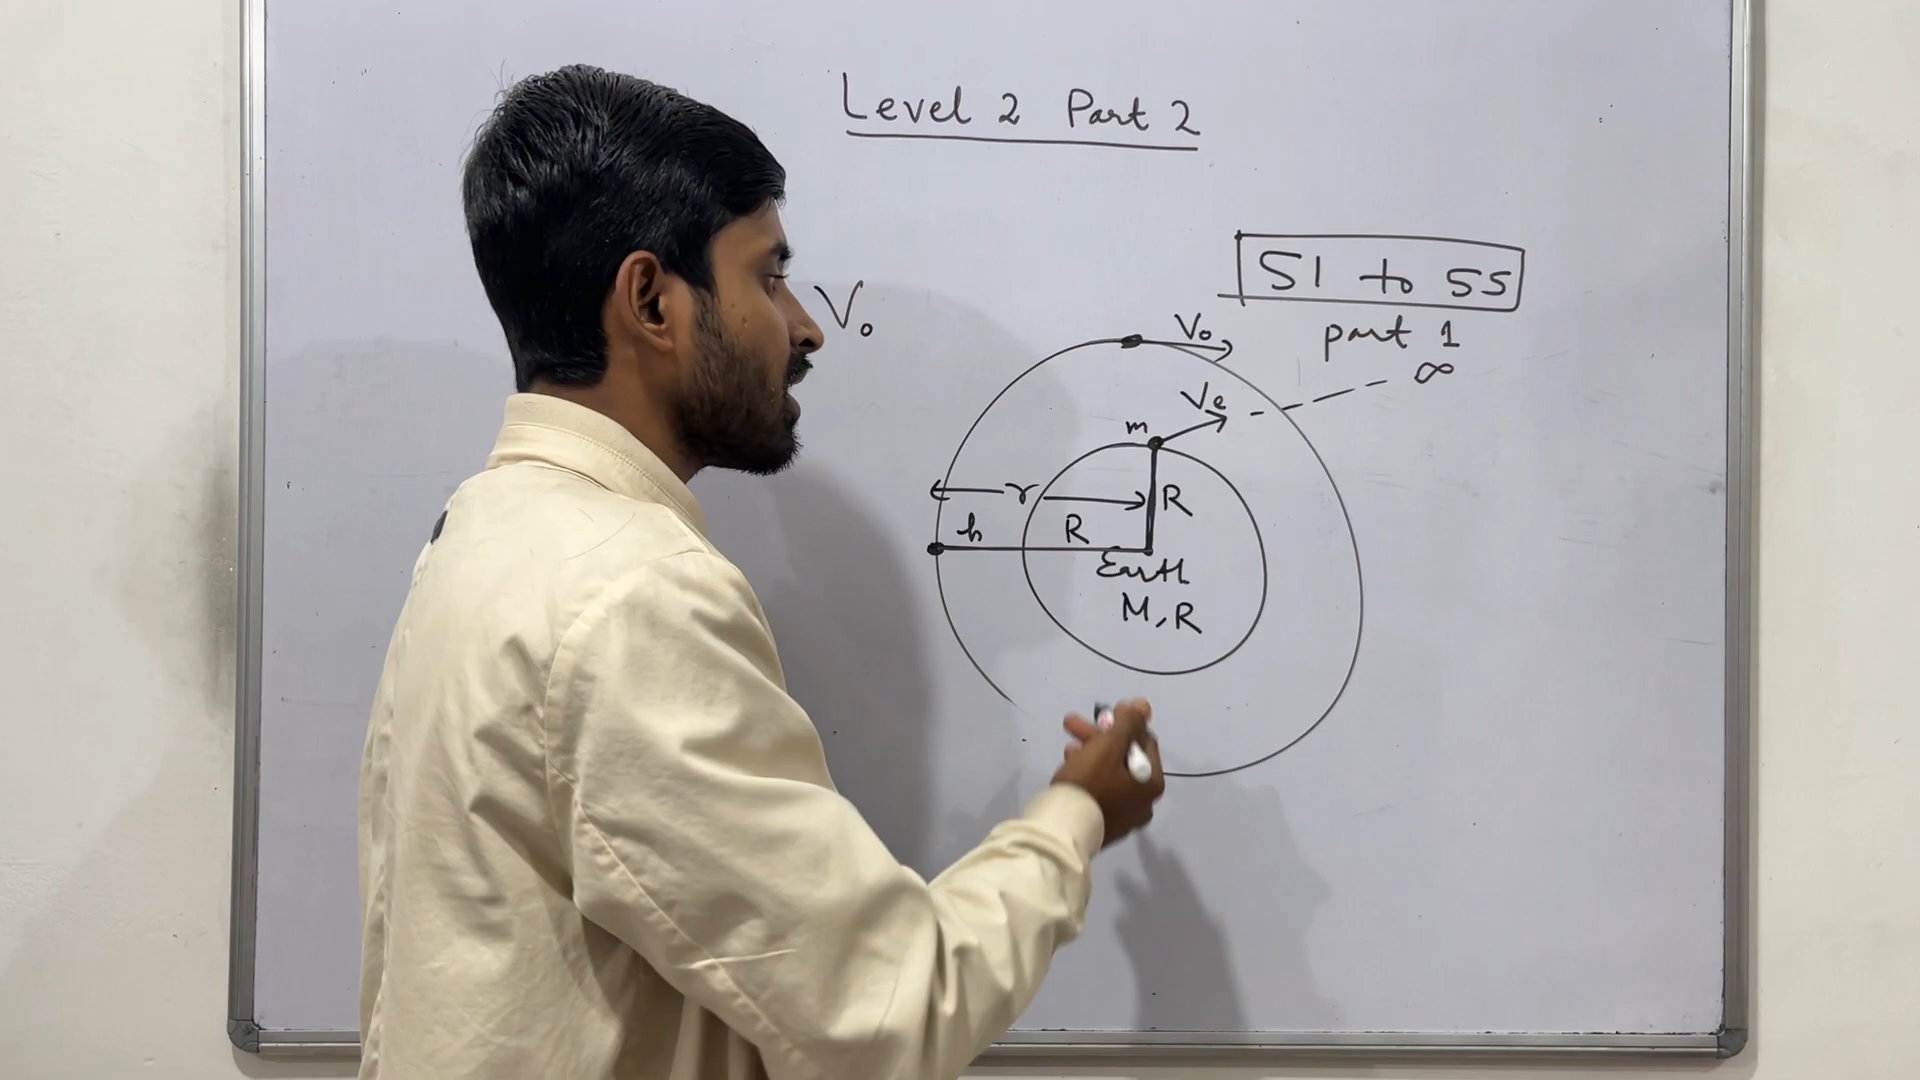 Level 2 Part 2
51 to 55
part 1
∞
V₀
V₀
Vₑ
m
r
R
h
R
Earth
M, R